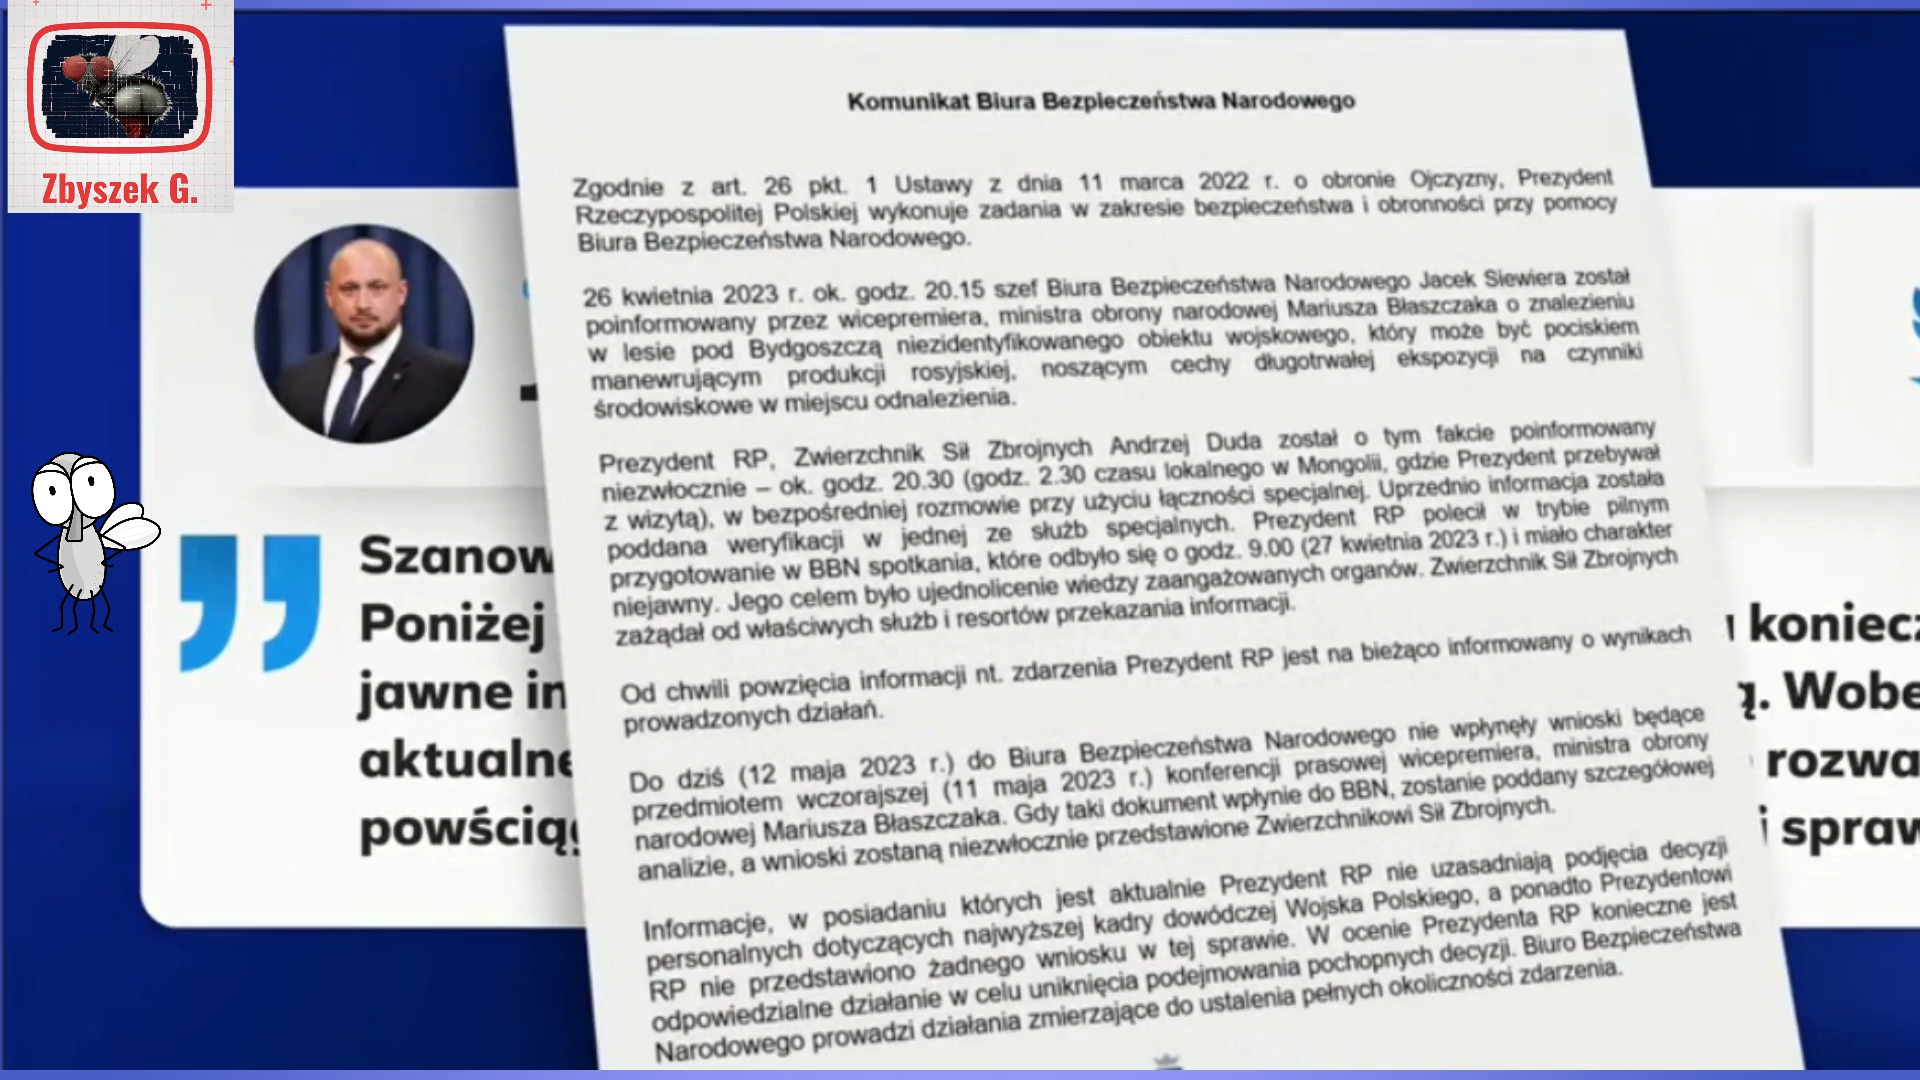 Zbyszek G.
Komunikat Biura Bezpieczeństwa Narodowego
Zgodnie z art. 26 pkt. 1 Ustawy z dnia 11 marca 2022 r. o obronie Ojczyzny, Prezydent
Rzeczypospolitej Polskiej wykonuje zadania w zakresie bezpieczeństwa i obronności przy pomocy
Biura Bezpieczeństwa Narodowego.
26 kwietnia 2023 r. ok. godz. 20.15 szef Biura Bezpieczeństwa Narodowego Jacek Siewiera został
poinformowany przez wicepremiera, ministra obrony narodowej Mariusza Błaszczaka o znalezieniu
w lesie pod Bydgoszczą niezidentyfikowanego obiektu wojskowego, który może być pociskiem
manewrującym produkcji rosyjskiej, noszącym cechy długotrwałej ekspozycji na czynniki
środowiskowe w miejscu odnalezienia.
Prezydent RP, Zwierzchnik Sił Zbrojnych Andrzej Duda został o tym fakcie poinformowany
niezwłocznie – ok. godz. 20.30 (godz. 2.30 czasu lokalnego w Mongolii, gdzie Prezydent przebywał
z wizytą), w bezpośredniej rozmowie przy użyciu łączności specjalnej. Uprzednio informacja została
poddana weryfikacji w jednej ze służb specjalnych. Prezydent RP polecił w trybie pilnym
przygotowanie w BBN spotkania, które odbyło się o godz. 9.00 (27 kwietnia 2023 r.) i miało charakter
niejawny. Jego celem było ujednolicenie wiedzy zaangażowanych organów. Zwierzchnik Sił Zbrojnych
zażądał od właściwych służb i resortów przekazania informacji.
Od chwili powzięcia informacji nt. zdarzenia Prezydent RP jest na bieżąco informowany o wynikach
prowadzonych działań.
Do dziś (12 maja 2023 r.) do Biura Bezpieczeństwa Narodowego nie wpłynęły wnioski będące
przedmiotem wczorajszej (11 maja 2023 r.) konferencji prasowej wicepremiera, ministra obrony
narodowej Mariusza Błaszczaka. Gdy taki dokument wpłynie do BBN, zostanie poddany szczegółowej
analizie, a wnioski zostaną niezwłocznie przedstawione Zwierzchnikowi Sił Zbrojnych.
Informacje, w posiadaniu których jest aktualnie Prezydent RP nie uzasadniają podjęcia decyzji
personalnych dotyczących najwyższej kadry dowódczej Wojska Polskiego, a ponadto Prezydentowi
RP nie przedstawiono żadnego wniosku w tej sprawie. W ocenie Prezydenta RP konieczne jest
odpowiedzialne działanie w celu uniknięcia podejmowania pochopnych decyzji. Biuro Bezpieczeństwa
Narodowego prowadzi działania zmierzające do ustalenia pełnych okoliczności zdarzenia.
Szanow
Poniżej koniecz
jawne in Wobe
aktualne rozwa
powścią i spraw